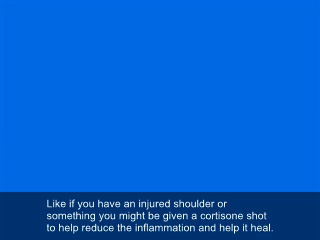 Like if you have an injured shoulder or
something you might be given a cortisone shot
to help reduce the inflammation and help it heal.